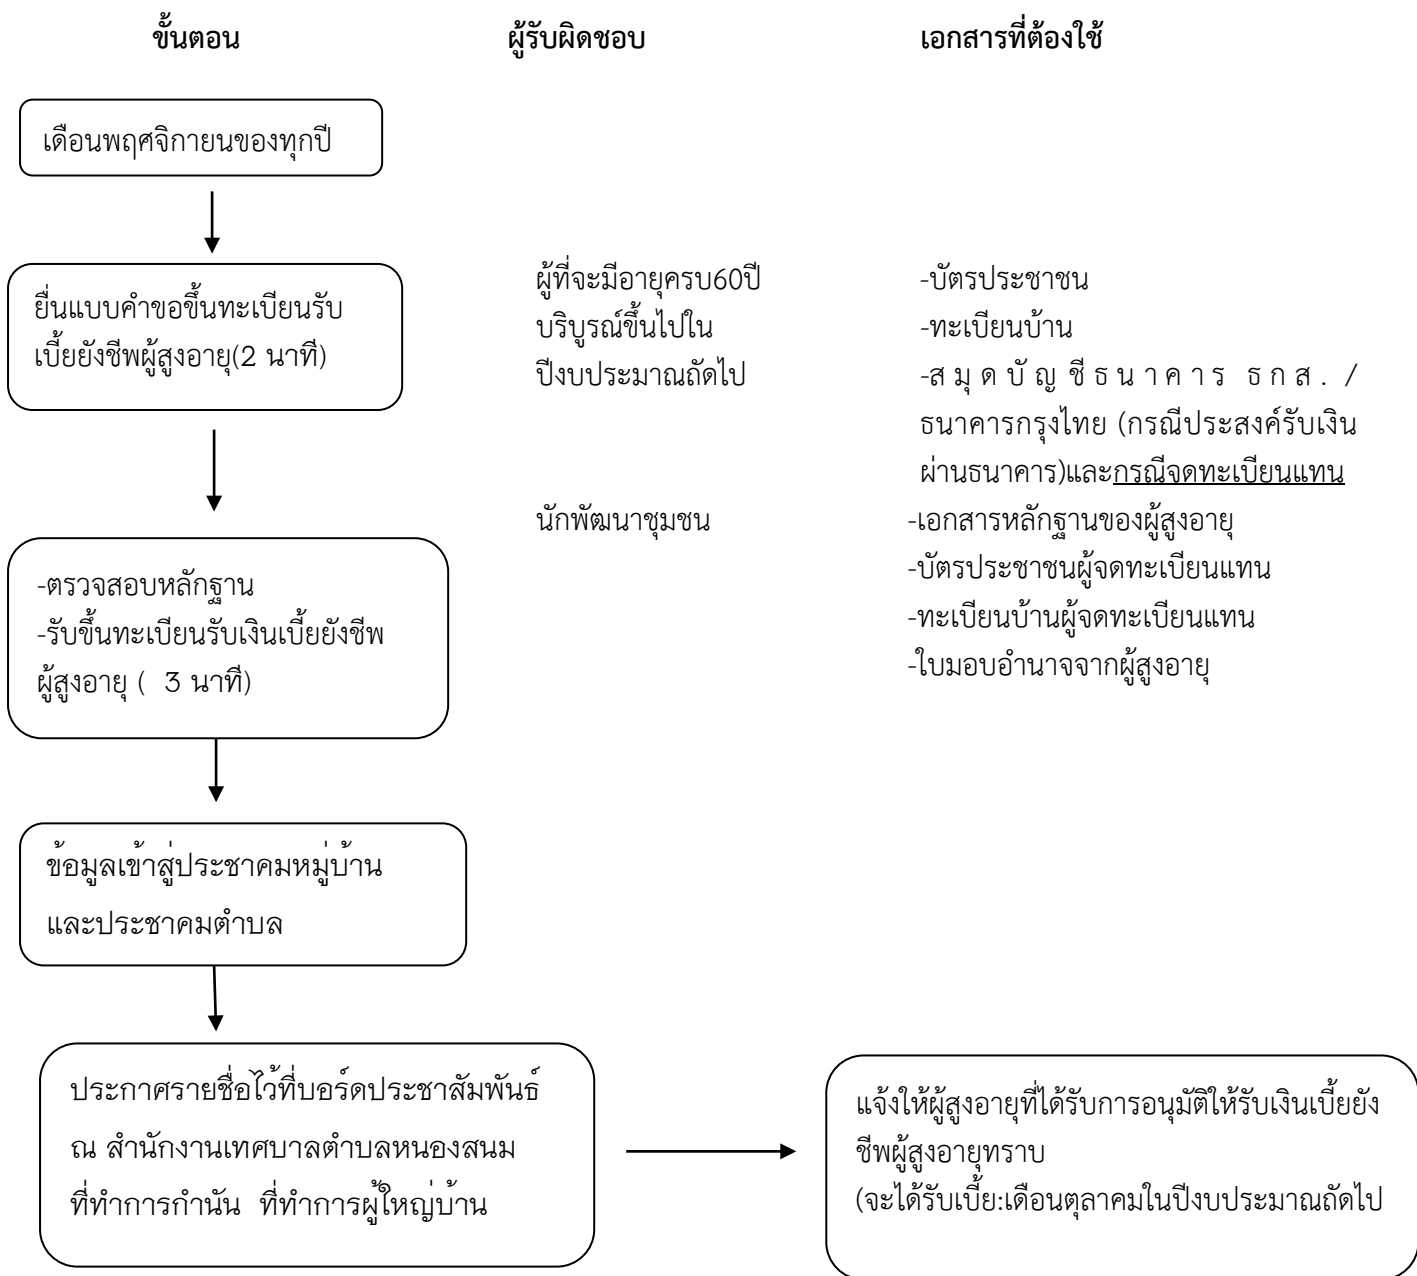 ขั้นตอน
ผู้รับผิดชอบ
เอกสารที่ต้องใช้
เดือนพฤศจิกายนของทุกปี
ยื่นแบบคำขอขึ้นทะเบียนรับ
เบี้ยยังชีพผู้สูงอายุ(2 นาที)
ผู้ที่จะมีอายุครบ60ปี
บริบูรณ์ขึ้นไปใน
ปีงบประมาณถัดไป
-บัตรประชาชน
-ทะเบียนบ้าน
-สมุดบัญชีธนาคาร ธกส. /
ธนาคารกรุงไทย (กรณีประสงค์รับเงิน
ผ่านธนาคาร)และกรณีจดทะเบียนแทน
นักพัฒนาชุมชน
-เอกสารหลักฐานของผู้สูงอายุ
-บัตรประชาชนผู้จดทะเบียนแทน
-ทะเบียนบ้านผู้จดทะเบียนแทน
-ใบมอบอำนาจจากผู้สูงอายุ
-ตรวจสอบหลักฐาน
-รับขึ้นทะเบียนรับเงินเบี้ยยังชีพ
ผู้สูงอายุ ( 3 นาที)
ข้อมูลเข้าสู่ประชาคมหมู่บ้าน
และประชาคมตำบล
ประกาศรายชื่อไว้ที่บอร์ดประชาสัมพันธ์
ณ สำนักงานเทศบาลตำบลหนองสนม
ที่ทำการกำนัน ที่ทำการผู้ใหญ่บ้าน
แจ้งให้ผู้สูงอายุที่ได้รับการอนุมัติให้รับเงินเบี้ยยัง
ชีพผู้สูงอายุทราบ
(จะได้รับเบี้ย:เดือนตุลาคมในปีงบประมาณถัดไป